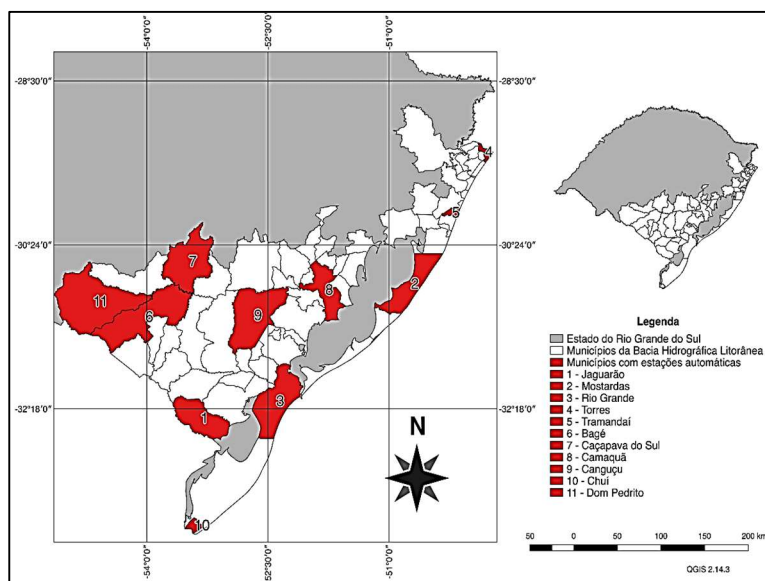 -54°0'0"
-52°30'0"
-51°0'0"
-28°30'0"
-28°30'0"
4
5
-30°24'0"
-30°24'0"
7
2
8
11
6
9
3
1
-32°18'0"
-32°18'0"
N
10
-54°0'0"
-52°30'0"
-51°0'0"
Legenda
Estado do Rio Grande do Sul
Municípios da Bacia Hidrográfica Litorânea
Municípios com estações automáticas
1 - Jaguarão
2 - Mostardas
3 - Rio Grande
4 - Torres
5 - Tramandaí
6 - Bagé
7 - Caçapava do Sul
8 - Camaquã
9 - Canguçu
10 - Chuí
11 - Dom Pedrito
50 0 50 100 150 200 km
QGIS 2.14.3